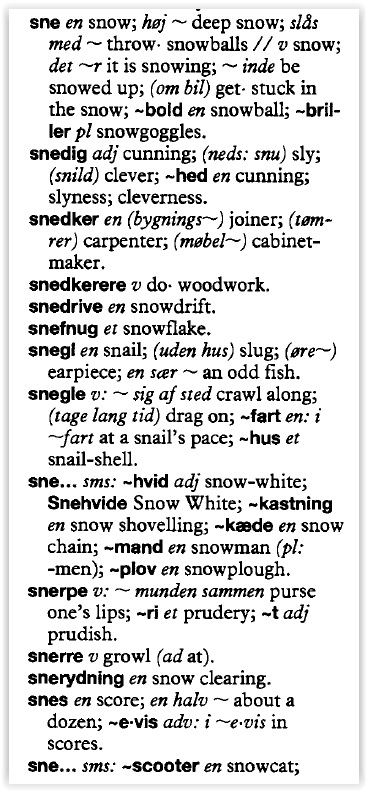 sne en snow; høj ~ deep snow; slås
med ~ throw· snowballs // v snow;
det ~r it is snowing; ~ inde be
snowed up; (om bil) get· stuck in
the snow; ~bold en snowball; ~bril-
ler pl snowgoggles.
snedig adj cunning; (neds: snu) sly;
(snild) clever; ~hed en cunning;
slyness; cleverness.
snedker en (bygnings~) joiner; (tøm-
rer) carpenter; (møbel~) cabinet-
maker.
snedkerere v do· woodwork.
snedrive en snowdrift.
snefnug et snowflake.
snegl en snail; (uden hus) slug; (øre~)
earpiece; en sær ~ an odd fish.
snegle v: ~ sig af sted crawl along;
(tage lang tid) drag on; ~fart en: i
~fart at a snail's pace; ~hus et
snail-shell.
sne... sms: ~hvid adj snow-white;
Snehvide Snow White; ~kastning
en snow shovelling; ~kæde en snow
chain; ~mand en snowman (pl:
-men); ~plov en snowplough.
snerpe v: ~ munden sammen purse
one's lips; ~ri et prudery; ~t adj
prudish.
snerre v growl (ad at).
snerydning en snow clearing.
snes en score; en halv ~ about a
dozen; ~e·vis adv: i ~e·vis in
scores.
sne... sms: ~scooter en snowcat;